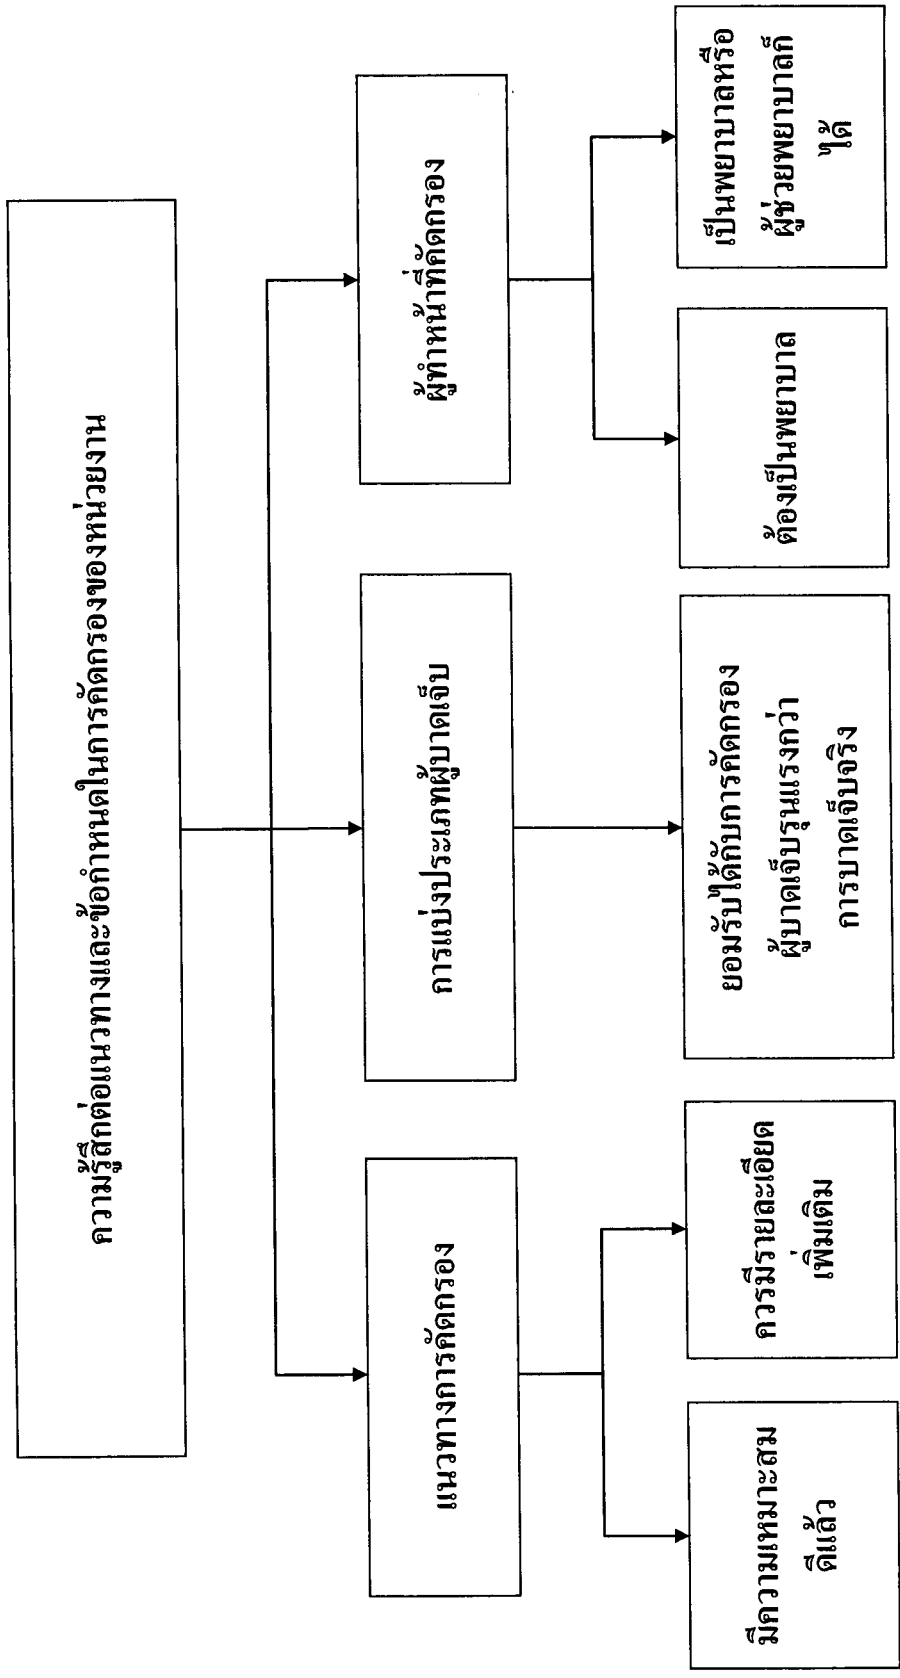 ความรู้สึกต่อแนวทางและข้อกำหนดในการคัดกรองของหน่วยงาน
แนวทางการคัดกรอง
การแบ่งประเภทผู้บาดเจ็บ
ผู้ทำหน้าที่คัดกรอง
มีความเหมาะสม
ดีแล้ว
ควรมีรายละเอียด
เพิ่มเติม
ยอมรับได้กับการคัดกรอง
ผู้บาดเจ็บรุนแรงกว่า
การบาดเจ็บจริง
ต้องเป็นพยาบาล
เป็นพยาบาลหรือ
ผู้ช่วยพยาบาลก็
ได้